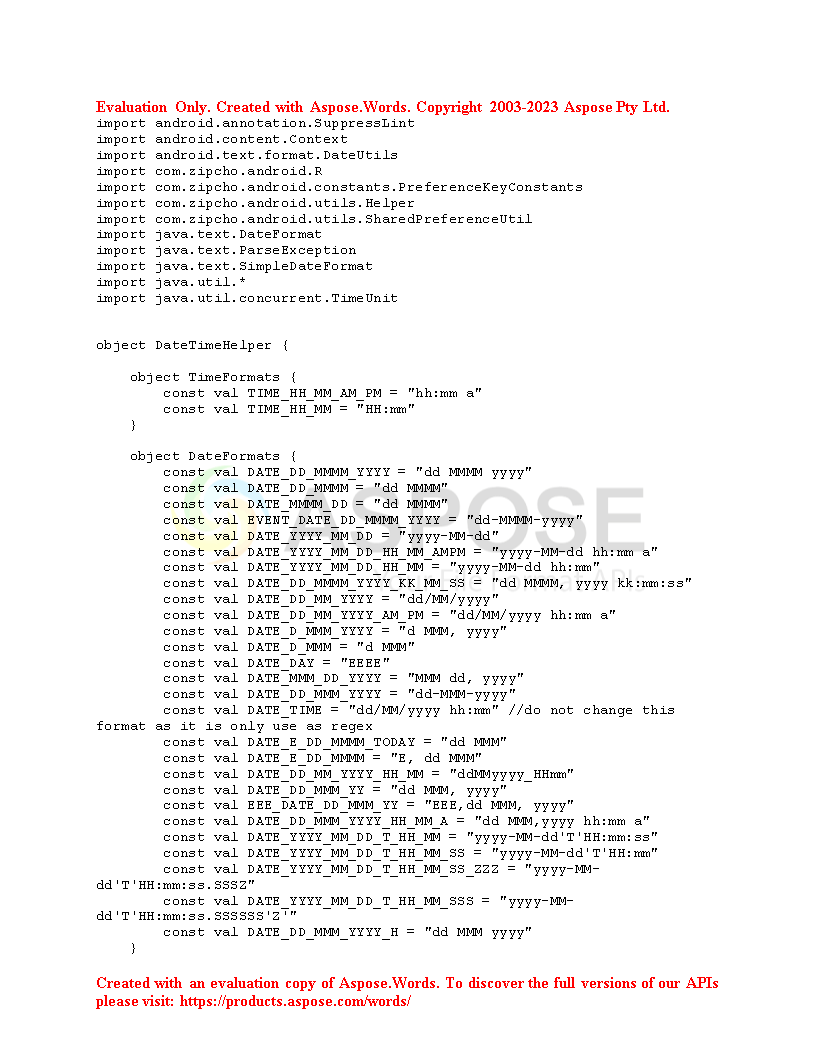 Evaluation Only. Created with Aspose.Words. Copyright 2003-2023 Aspose Pty Ltd.
import android.annotation.SuppressLint
import android.content.Context
import android.text.format.DateUtils
import com.zipcho.android.R
import com.zipcho.android.constants.PreferenceKeyConstants
import com.zipcho.android.utils.Helper
import com.zipcho.android.utils.SharedPreferenceUtil
import java.text.DateFormat
import java.text.ParseException
import java.text.SimpleDateFormat
import java.util.*
import java.util.concurrent.TimeUnit
object DateTimeHelper {
object TimeFormats {
const val TIME_HH_MM_AM_PM = "hh:mm a"
const val TIME_HH_MM = "HH:mm"
}
object DateFormats {
const val DATE_DD_MMMM_YYYY = "dd MMMM yyyy"
const val DATE_DD_MMMM = "dd MMMM"
const val DATE_MMMM_DD = "dd MMMM"
const val EVENT_DATE_DD_MMMM_YYYY = "dd-MMMM-yyyy"
const val DATE_YYYY_MM_DD = "yyyy-MM-dd"
const val DATE_YYYY_MM_DD_HH_MM_AMPM = "yyyy-MM-dd hh:mm a"
const val DATE_YYYY_MM_DD_HH_MM = "yyyy-MM-dd hh:mm"
const val DATE_DD_MMMM_YYYY_KK_MM_SS = "dd MMMM, yyyy kk:mm:ss"
const val DATE_DD_MM_YYYY = "dd/MM/yyyy"
const val DATE_DD_MM_YYYY_AM_PM = "dd/MM/yyyy hh:mm a"
const val DATE_D_MMM_YYYY = "d MMM, yyyy"
const val DATE_D_MMM = "d MMM"
const val DATE_DAY = "EEEE"
const val DATE_MMM_DD_YYYY = "MMM dd, yyyy"
const val DATE_DD_MMM_YYYY = "dd-MMM-yyyy"
const val DATE_TIME = "dd/MM/yyyy hh:mm" //do not change this
format as it is only use as regex
const val DATE_E_DD_MMMM_TODAY = "dd MMM"
const val DATE_E_DD_MMMM = "E, dd MMM"
const val DATE_DD_MM_YYYY_HH_MM = "ddMMyyyy_HHmm"
const val DATE_DD_MMM_YY = "dd MMM, yyyy"
const val EEE_DATE_DD_MMM_YY = "EEE,dd MMM, yyyy"
const val DATE_DD_MMM_YYYY_HH_MM_A = "dd MMM,yyyy hh:mm a"
const val DATE_YYYY_MM_DD_T_HH_MM = "yyyy-MM-dd'T'HH:mm:ss"
const val DATE_YYYY_MM_DD_T_HH_MM_SS = "yyyy-MM-dd'T'HH:mm"
const val DATE_YYYY_MM_DD_T_HH_MM_SS_ZZZ = "yyyy-MM-
dd'T'HH:mm:ss.SSSZ"
const val DATE_YYYY_MM_DD_T_HH_MM_SSS = "yyyy-MM-
dd'T'HH:mm:ss.SSSSSS'Z'"
const val DATE_DD_MMM_YYYY_H = "dd MMM yyyy"
}
ASPOSE
Created with an evaluation copy of Aspose.Words. To discover the full versions of our APIs
please visit: https://products.aspose.com/words/